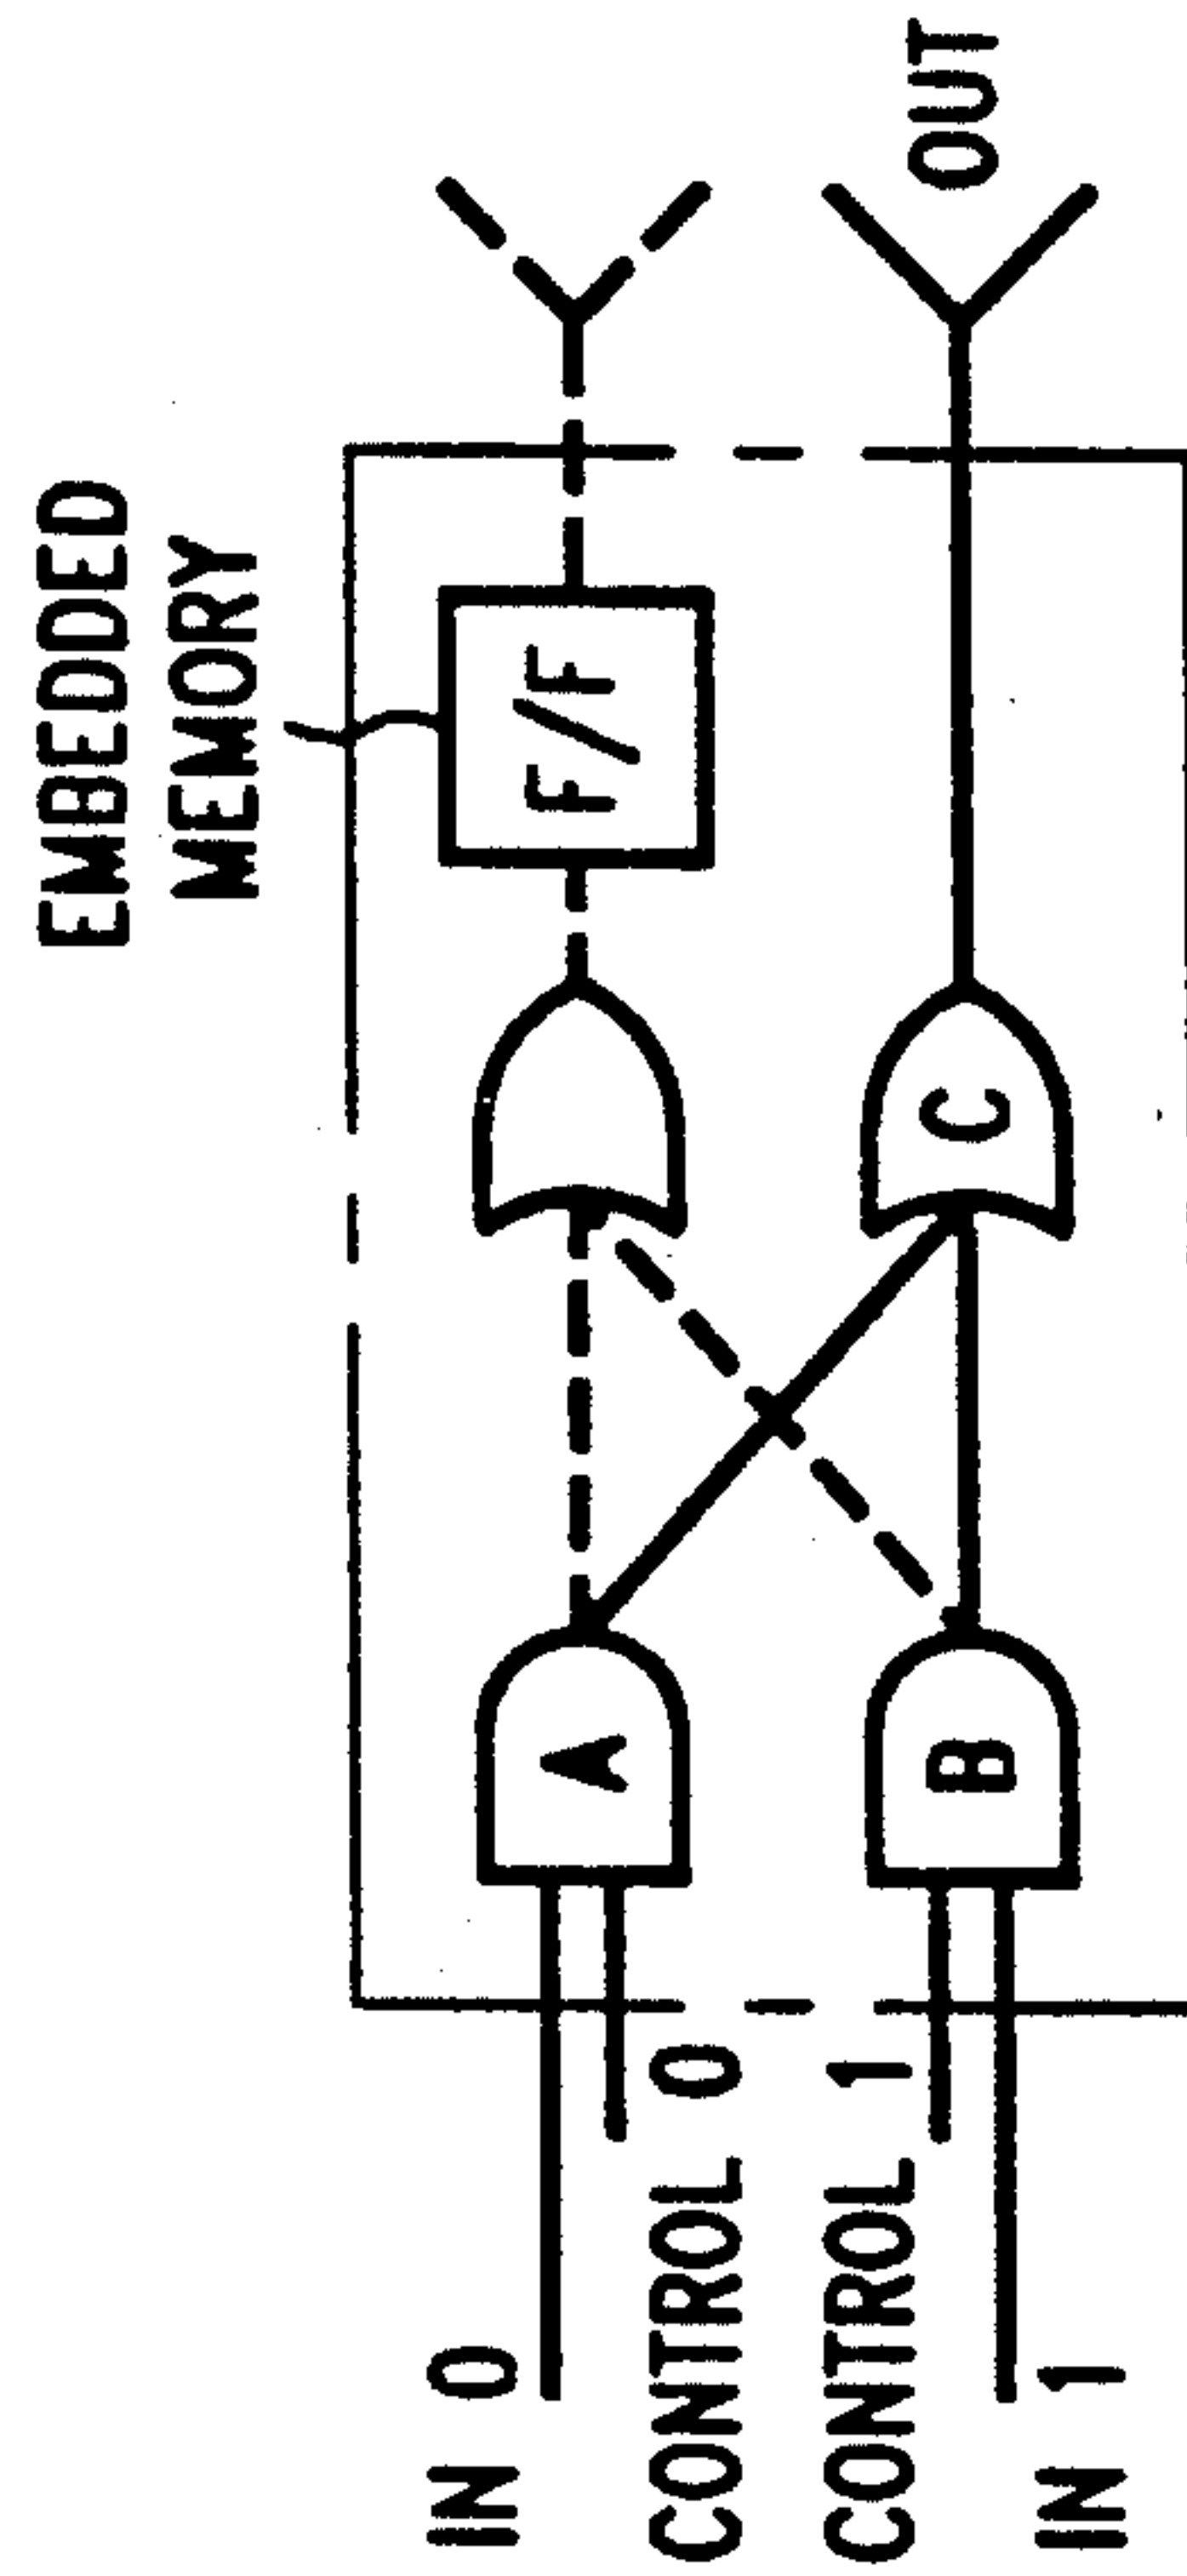 EMBEDDED
MEMORY
F/F
OUT
A
C
B
IN 0
CONTROL 0
CONTROL 1
IN 1